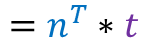 = n^T * t